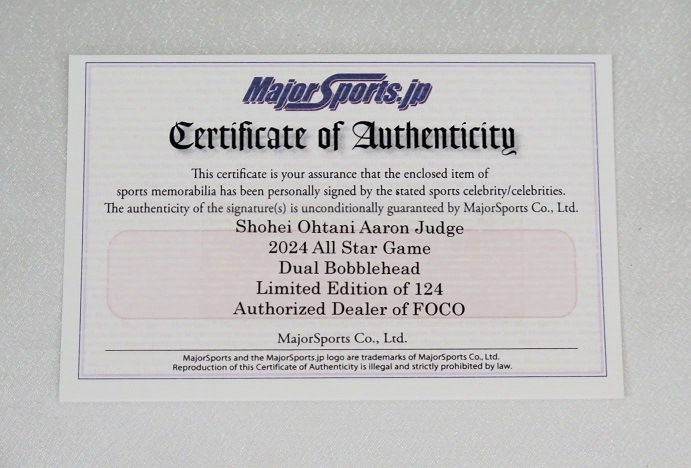 MajorSports.jp
Certificate of Authenticity
This certificate is your assurance that the enclosed item of
sports memorabilia has been personally signed by the stated sports celebrity/celebrities.
The authenticity of the signature(s) is unconditionally guaranteed by MajorSports Co., Ltd.
Shohei Ohtani Aaron Judge
2024 All Star Game
Dual Bobblehead
Limited Edition of 124
Authorized Dealer of FOCO
MajorSports Co., Ltd.
MajorSports and the MajorSports.jp logo are trademarks of MajorSports Co., Ltd.
Reproduction of this Certificate of Authenticity is illegal and strictly prohibited by law.